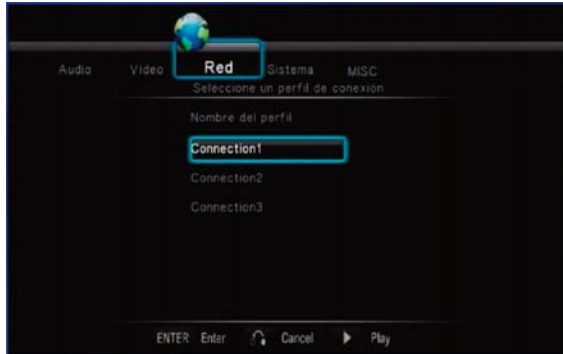 Audio Video Red Sistema MISC
Seleccione un perfil de conexión
Nombre del perfil
Connection1
Connection2
Connection3
ENTER Enter Cancel Play